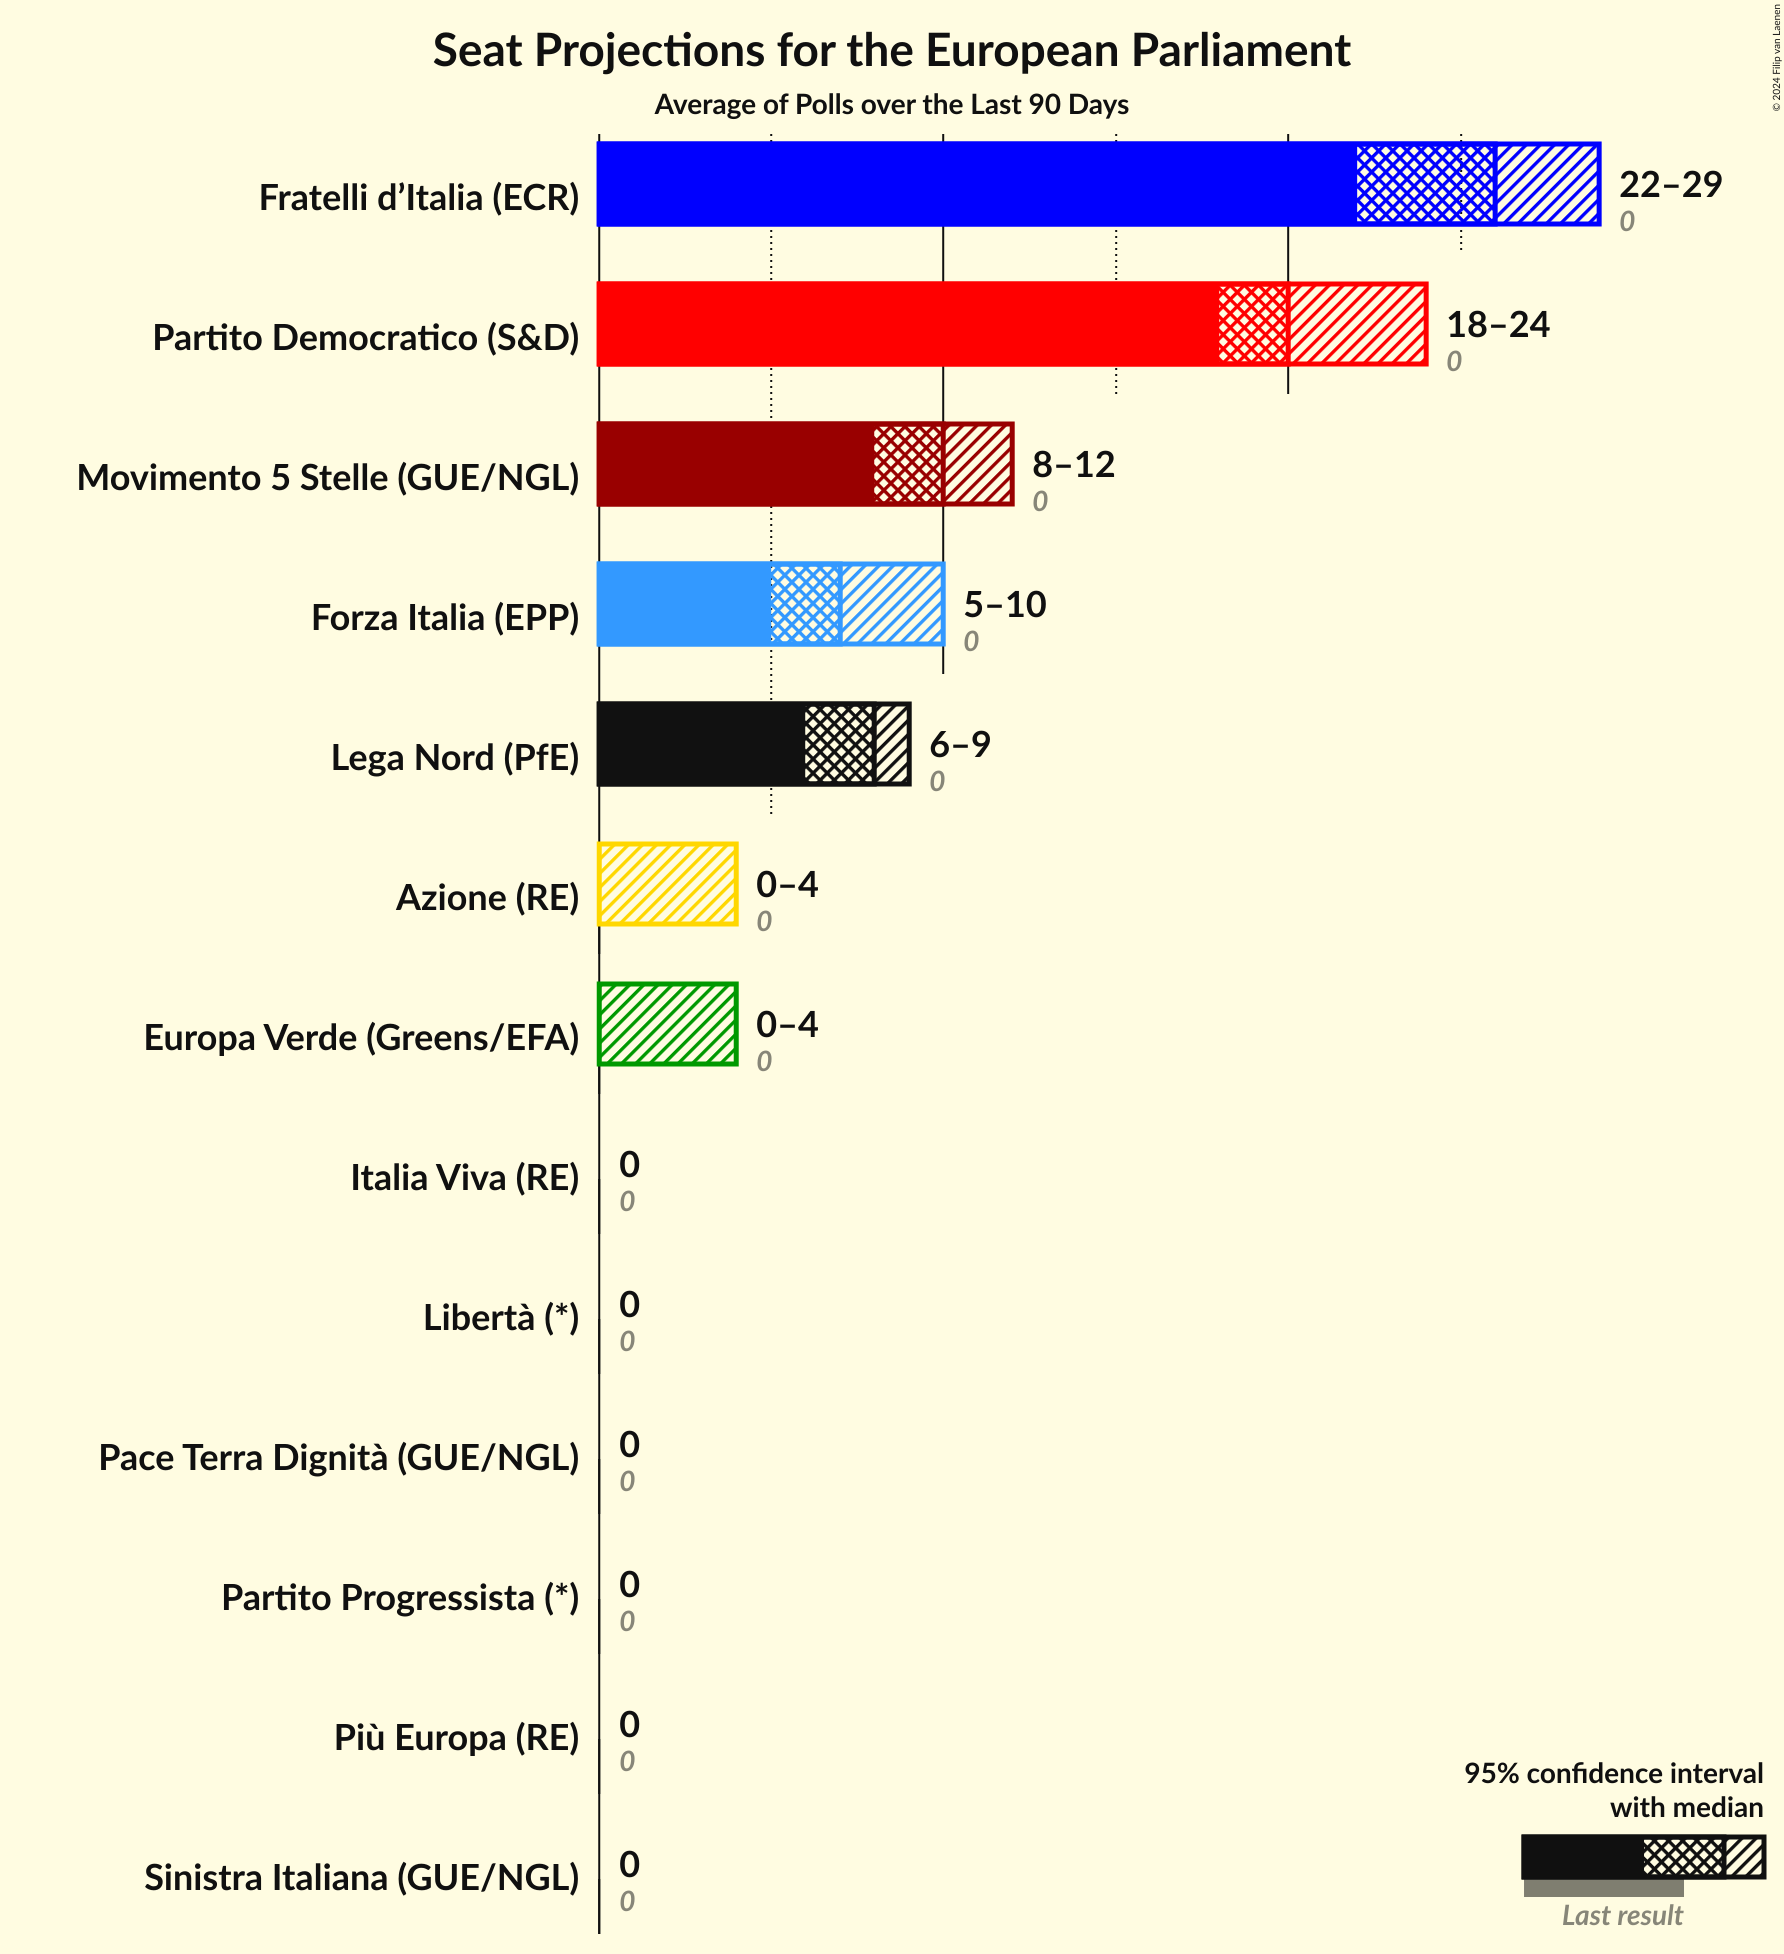 Seat Projections for the European Parliament
Average of Polls over the Last 90 Days
© 2024 Filip van Laenen
Fratelli d’Italia (ECR)
22–29
0
Partito Democratico (S&D)
18–24
0
Movimento 5 Stelle (GUE/NGL)
8–12
0
Forza Italia (EPP)
5–10
0
Lega Nord (PfE)
6–9
0
Azione (RE)
0–4
0
Europa Verde (Greens/EFA)
0–4
0
Italia Viva (RE)
0
0
Libertà (*)
0
0
Pace Terra Dignità (GUE/NGL)
0
0
Partito Progressista (*)
0
0
Più Europa (RE)
0
0
Sinistra Italiana (GUE/NGL)
0
0
95% confidence interval
with median
Last result